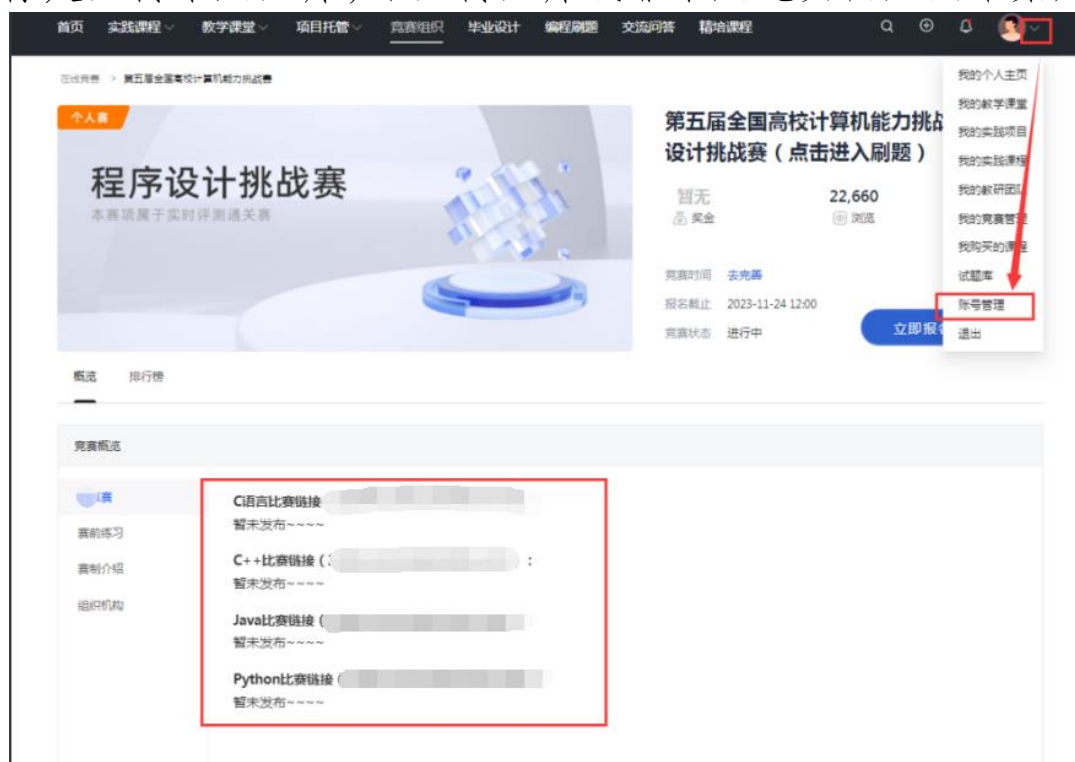 首页 实践课程 教学课堂 项目托管 竞赛组织 毕业设计 编程刷题 交流问答 精培课程
在线竞赛 > 第五届全国高校计算机能力挑战赛
个人赛
程序设计挑战赛
本赛项属于实时评测通关赛
第五届全国高校计算机能力挑战
设计挑战赛（点击进入刷题）
暂无 22,660
奖金 浏览
竞赛时间 去完善
报名截止 2023-11-24 12:00
竞赛状态 进行中
立即报名
我的个人主页
我的教学课堂
我的实践项目
我的实践课程
我的教研团队
我的竞赛管理
我购买的课程
试题库
账号管理
退出
概览 排行榜
竞赛概览
赛
赛前练习
赛制介绍
组织机构
C语言比赛链接
暂未发布~~~~
C++比赛链接 ( ) :
暂未发布~~~~
Java比赛链接 (
暂未发布~~~~
Python比赛链接 (
暂未发布~~~~